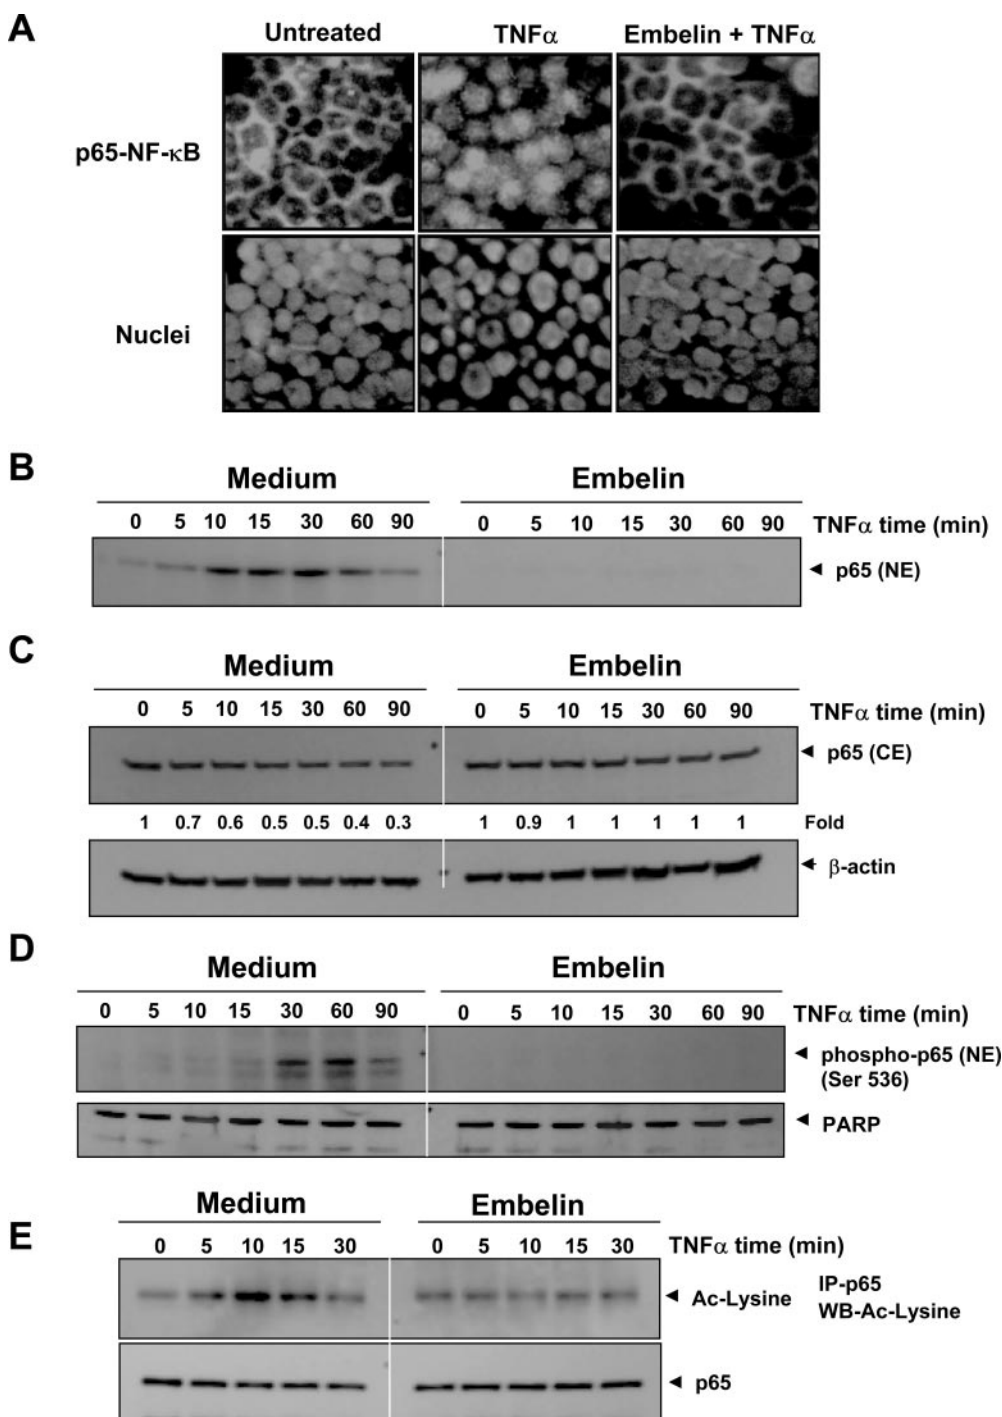 A
Untreated TNFα Embelin + TNFα
p65-NF-κB
Nuclei
B
Medium Embelin
0 5 10 15 30 60 90 0 5 10 15 30 60 90 TNFα time (min)
p65 (NE)
C
Medium Embelin
0 5 10 15 30 60 90 0 5 10 15 30 60 90 TNFα time (min)
p65 (CE)
1 0.7 0.6 0.5 0.5 0.4 0.3 1 0.9 1 1 1 1 1 Fold
β-actin
D
Medium Embelin
0 5 10 15 30 60 90 0 5 10 15 30 60 90 TNFα time (min)
phospho-p65 (NE)
(Ser 536)
PARP
E
Medium Embelin
0 5 10 15 30 0 5 10 15 30 TNFα time (min)
Ac-Lysine IP-p65
WB-Ac-Lysine
p65